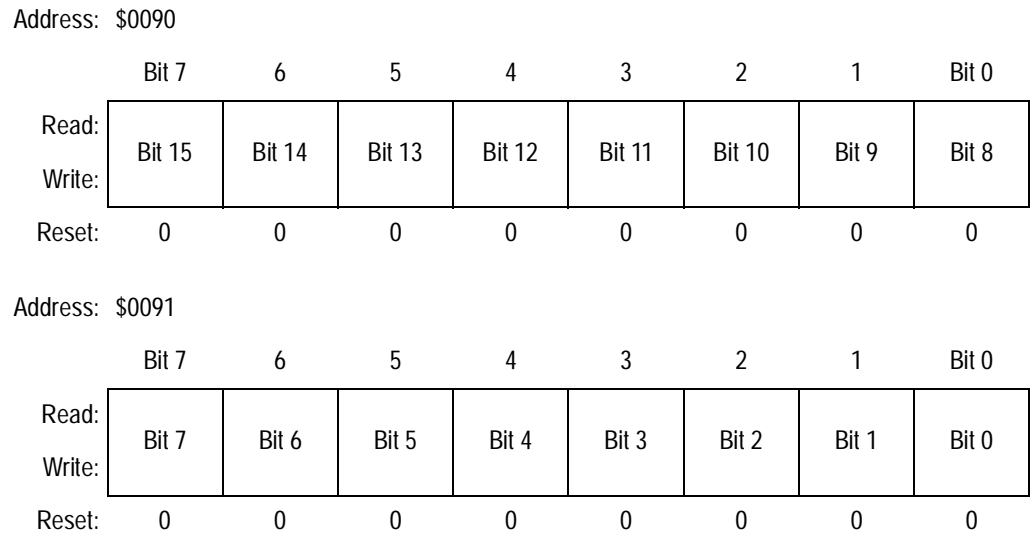 Address: $0090
Bit 7 6 5 4 3 2 1 Bit 0
Read:
Bit 15 Bit 14 Bit 13 Bit 12 Bit 11 Bit 10 Bit 9 Bit 8
Write:
Reset: 0 0 0 0 0 0 0 0
Address: $0091
Bit 7 6 5 4 3 2 1 Bit 0
Read:
Bit 7 Bit 6 Bit 5 Bit 4 Bit 3 Bit 2 Bit 1 Bit 0
Write:
Reset: 0 0 0 0 0 0 0 0